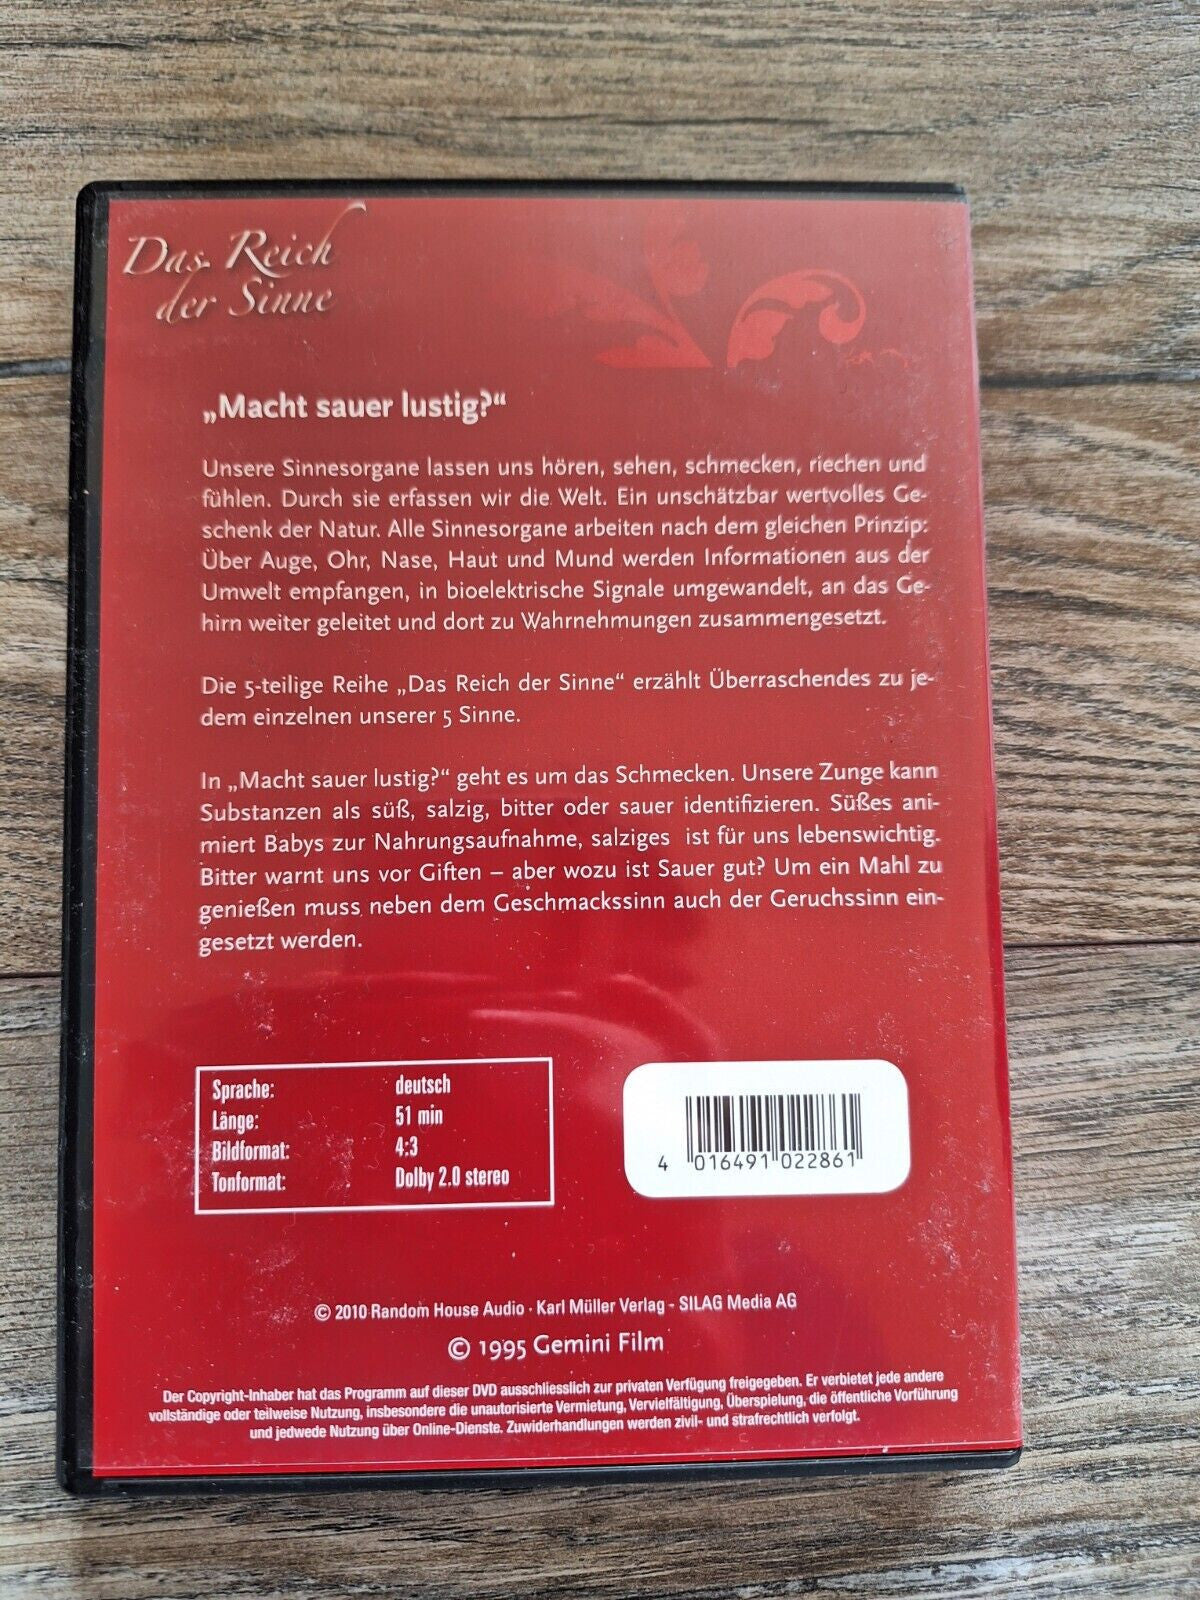 Das Reich
der Sinne
„Macht sauer lustig?“
Unsere Sinnesorgane lassen uns hören, sehen, schmecken, riechen und
fühlen. Durch sie erfassen wir die Welt. Ein unschätzbar wertvolles Ge-
schenk der Natur. Alle Sinnesorgane arbeiten nach dem gleichen Prinzip:
Über Auge, Ohr, Nase, Haut und Mund werden Informationen aus der
Umwelt empfangen, in bioelektrische Signale umgewandelt, an das Ge-
hirn weiter geleitet und dort zu Wahrnehmungen zusammengesetzt.
Die 5-teilige Reihe „Das Reich der Sinne“ erzählt Überraschendes zu je-
dem einzelnen unserer 5 Sinne.
In „Macht sauer lustig?“ geht es um das Schmecken. Unsere Zunge kann
Substanzen als süß, salzig, bitter oder sauer identifizieren. Süßes ani-
miert Babys zur Nahrungsaufnahme, salziges ist für uns lebenswichtig.
Bitter warnt uns vor Giften – aber wozu ist Sauer gut? Um ein Mahl zu
genießen muss neben dem Geschmackssinn auch der Geruchssinn ein-
gesetzt werden.
Sprache: deutsch
Länge: 51 min
Bildformat: 4:3
Tonformat: Dolby 2.0 stereo
4 016491 022861
© 2010 Random House Audio · Karl Müller Verlag - SILAG Media AG
© 1995 Gemini Film
Der Copyright-Inhaber hat das Programm auf dieser DVD ausschliesslich zur privaten Verfügung freigegeben. Er verbietet jede andere
vollständige oder teilweise Nutzung, insbesondere die unautorisierte Vermietung, Vervielfältigung, Überspielung, die öffentliche Vorführung
und jedwede Nutzung über Online-Dienste. Zuwiderhandlungen werden zivil- und strafrechtlich verfolgt.